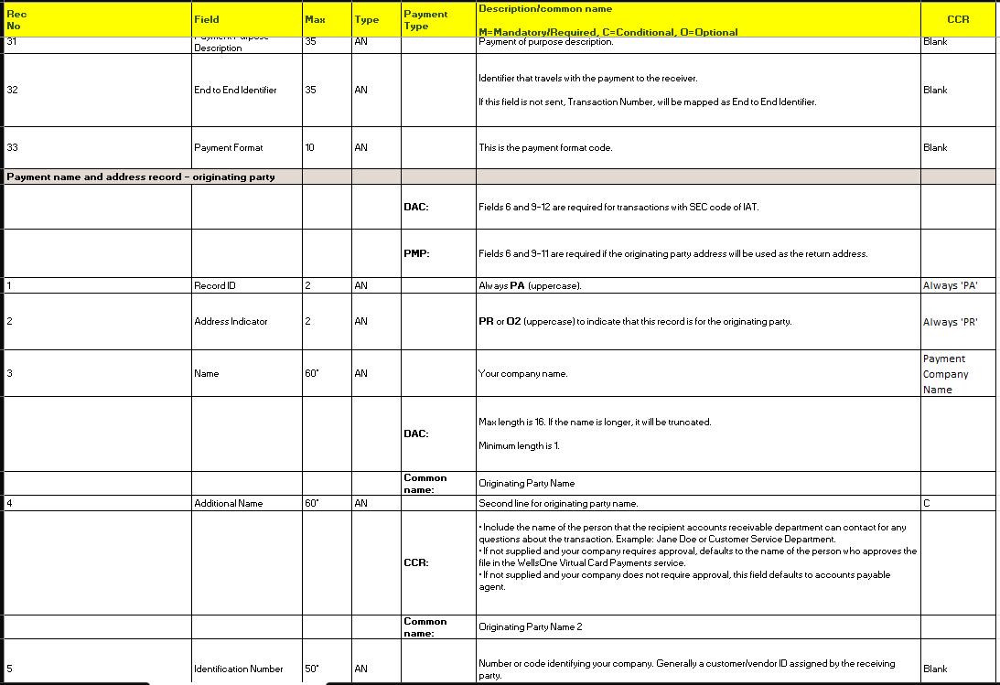 Rec No | Field | Max | Type | Payment Type | Description/common name M=Mandatory/Required, C=Conditional, O=Optional | CCR
31 | Payment Purpose Description | 35 | AN | Payment of purpose description. | Blank
32 | End to End Identifier | 35 | AN | Identifier that travels with the payment to the receiver.
If this field is not sent, Transaction Number, will be mapped as End to End Identifier. | Blank
33 | Payment Format | 10 | AN | This is the payment format code. | Blank
Payment name and address record – originating party
DAC: | Fields 6 and 9-12 are required for transactions with SEC code of IAT.
PMP: | Fields 6 and 9-11 are required if the originating party address will be used as the return address.
1 | Record ID | 2 | AN | Always PA (uppercase). | Always 'PA'
2 | Address Indicator | 2 | AN | PR or O2 (uppercase) to indicate that this record is for the originating party. | Always 'PR'
3 | Name | 60* | AN | Your company name. | Payment Company Name
DAC: | Max length is 16. If the name is longer, it will be truncated.
Minimum length is 1.
Common name: | Originating Party Name
4 | Additional Name | 60* | AN | Second line for originating party name. | C
CCR: | • Include the name of the person that the recipient accounts receivable department can contact for any
questions about the transaction. Example: Jane Doe or Customer Service Department.
• If not supplied and your company requires approval, defaults to the name of the person who approves the
file in the WellsOne Virtual Card Payments service.
• If not supplied and your company does not require approval, this field defaults to accounts payable
agent.
Common name: | Originating Party Name 2
5 | Identification Number | 50* | AN | Number or code identifying your company. Generally a customer/vendor ID assigned by the receiving
party. | Blank